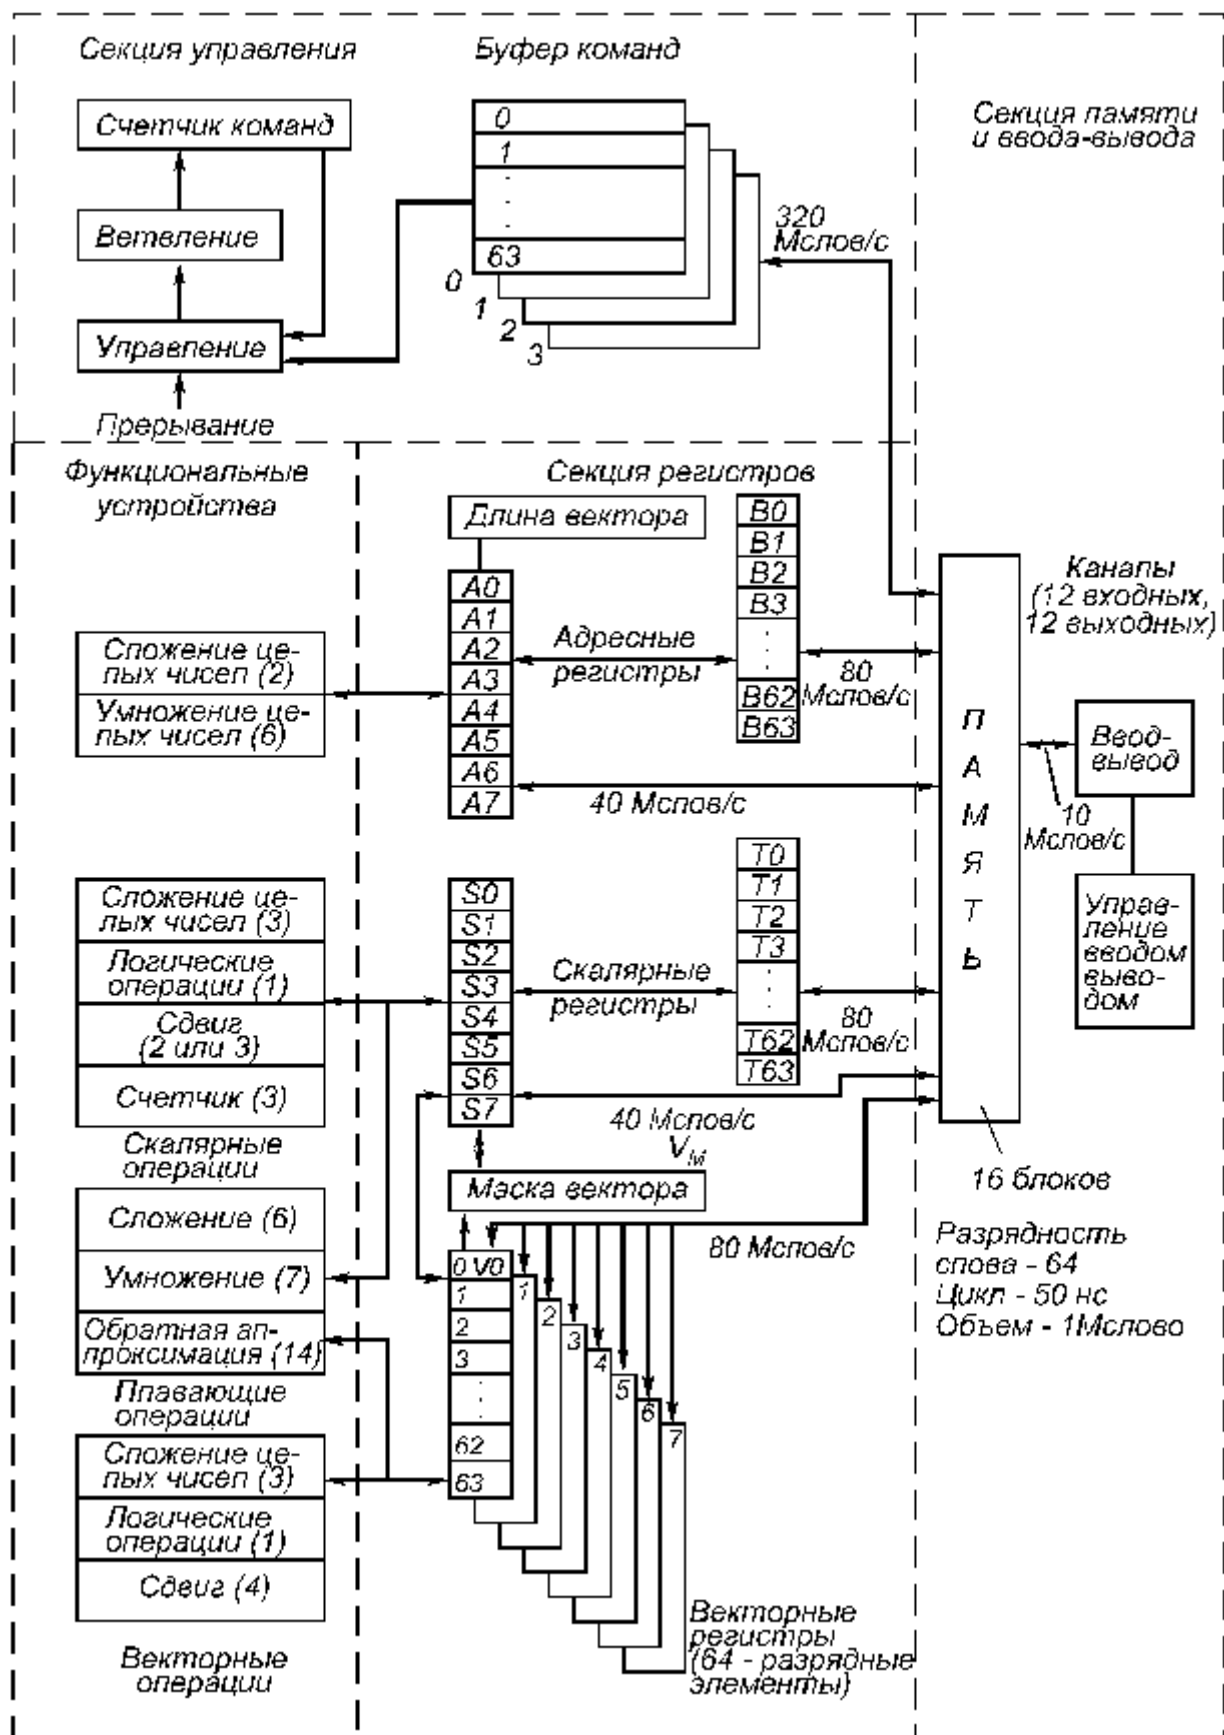 Секция управления
Буфер команд
Секция памяти
и ввода-вывода
Счетчик команд
Ветвление
Управление
Прерывание
0
1
.
.
.
63
0
1
2
3
320
Мслов/с
Функциональные
устройства
Секция регистров
Длина вектора
A0
A1
A2
A3
A4
A5
A6
A7
B0
B1
B2
B3
.
.
.
B62
B63
Адресные
регистры
Сложение це-
лых чисел (2)
Умножение це-
лых чисел (6)
80
Мслов/с
40 Мслов/с
Каналы
(12 входных,
12 выходных)
П
А
М
Я
Т
Ь
Ввод-
вывод
10
Мслов/с
Управ-
ление
вводом
выво-
дом
Сложение це-
лых чисел (3)
Логические
операции (1)
Сдвиг
(2 или 3)
Счетчик (3)
Скалярные
операции
S0
S1
S2
S3
S4
S5
S6
S7
Скалярные
регистры
T0
T1
T2
T3
.
.
.
T62
T63
80
Мслов/с
40 Мслов/с
VM
Маска вектора
80 Мслов/с
16 блоков
Разрядность
слова - 64
Цикл - 50 нс
Объем - 1Мслово
Сложение (6)
Умножение (7)
Обратная ап-
проксимация (14)
Плавающие
операции
0 V0
1
2
3
.
.
.
62
63
1
2
3
4
5
6
7
Сложение це-
лых чисел (3)
Логические
операции (1)
Сдвиг (4)
Векторные
операции
Векторные
регистры
(64 - разрядные
элементы)